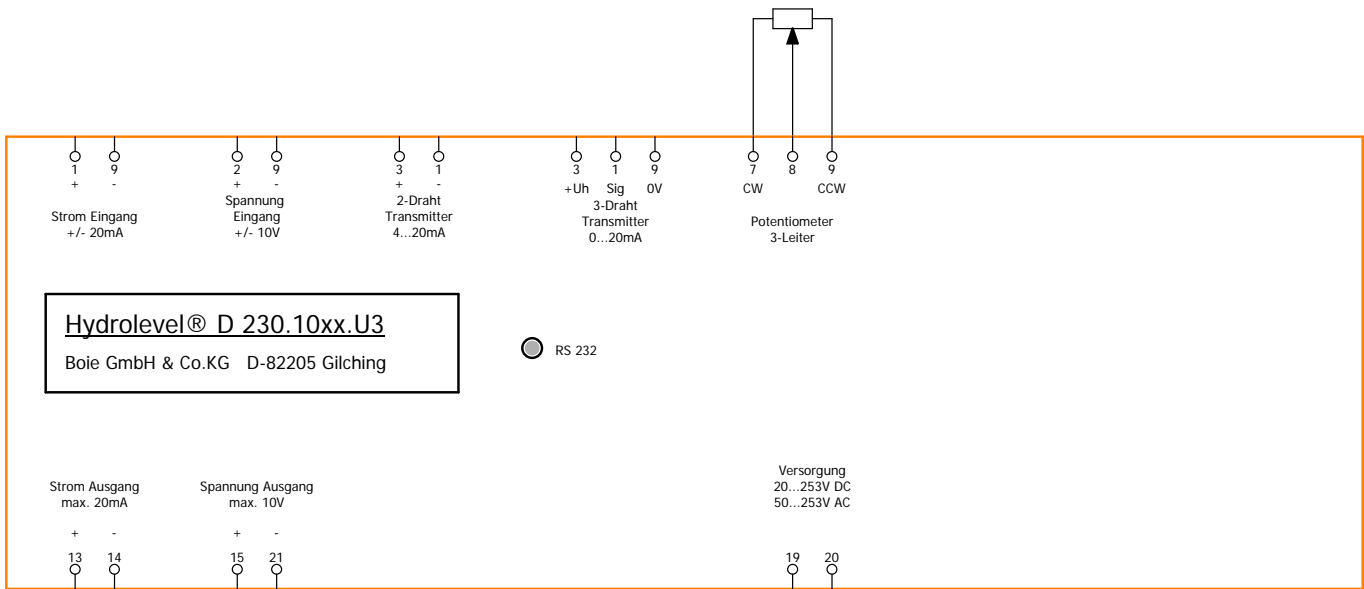 1 9
+ -
Strom Eingang
+/- 20mA
2 9
+ -
Spannung
Eingang
+/- 10V
3 1
+ -
2-Draht
Transmitter
4...20mA
3 1 9
+Uh Sig 0V
3-Draht
Transmitter
0...20mA
7 8 9
CW CCW
Potentiometer
3-Leiter
Hydrolevel® D 230.10xx.U3
Boie GmbH & Co.KG D-82205 Gilching
RS 232
Strom Ausgang
max. 20mA
+ -
13 14
Spannung Ausgang
max. 10V
+ -
15 21
Versorgung
20...253V DC
50...253V AC
19 20